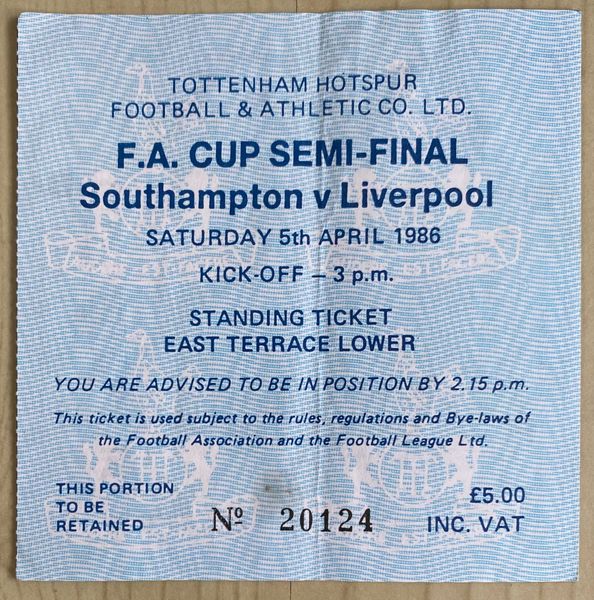 TOTTENHAM HOTSPUR
FOOTBALL & ATHLETIC CO. LTD.
F.A. CUP SEMI-FINAL
Southampton v Liverpool
SATURDAY 5th APRIL 1986
KICK-OFF – 3 p.m.
STANDING TICKET
EAST TERRACE LOWER
YOU ARE ADVISED TO BE IN POSITION BY 2.15 p.m.
This ticket is used subject to the rules, regulations and Bye-laws of
the Football Association and the Football League Ltd.
THIS PORTION
TO BE
RETAINED
Nº 20124
£5.00
INC. VAT